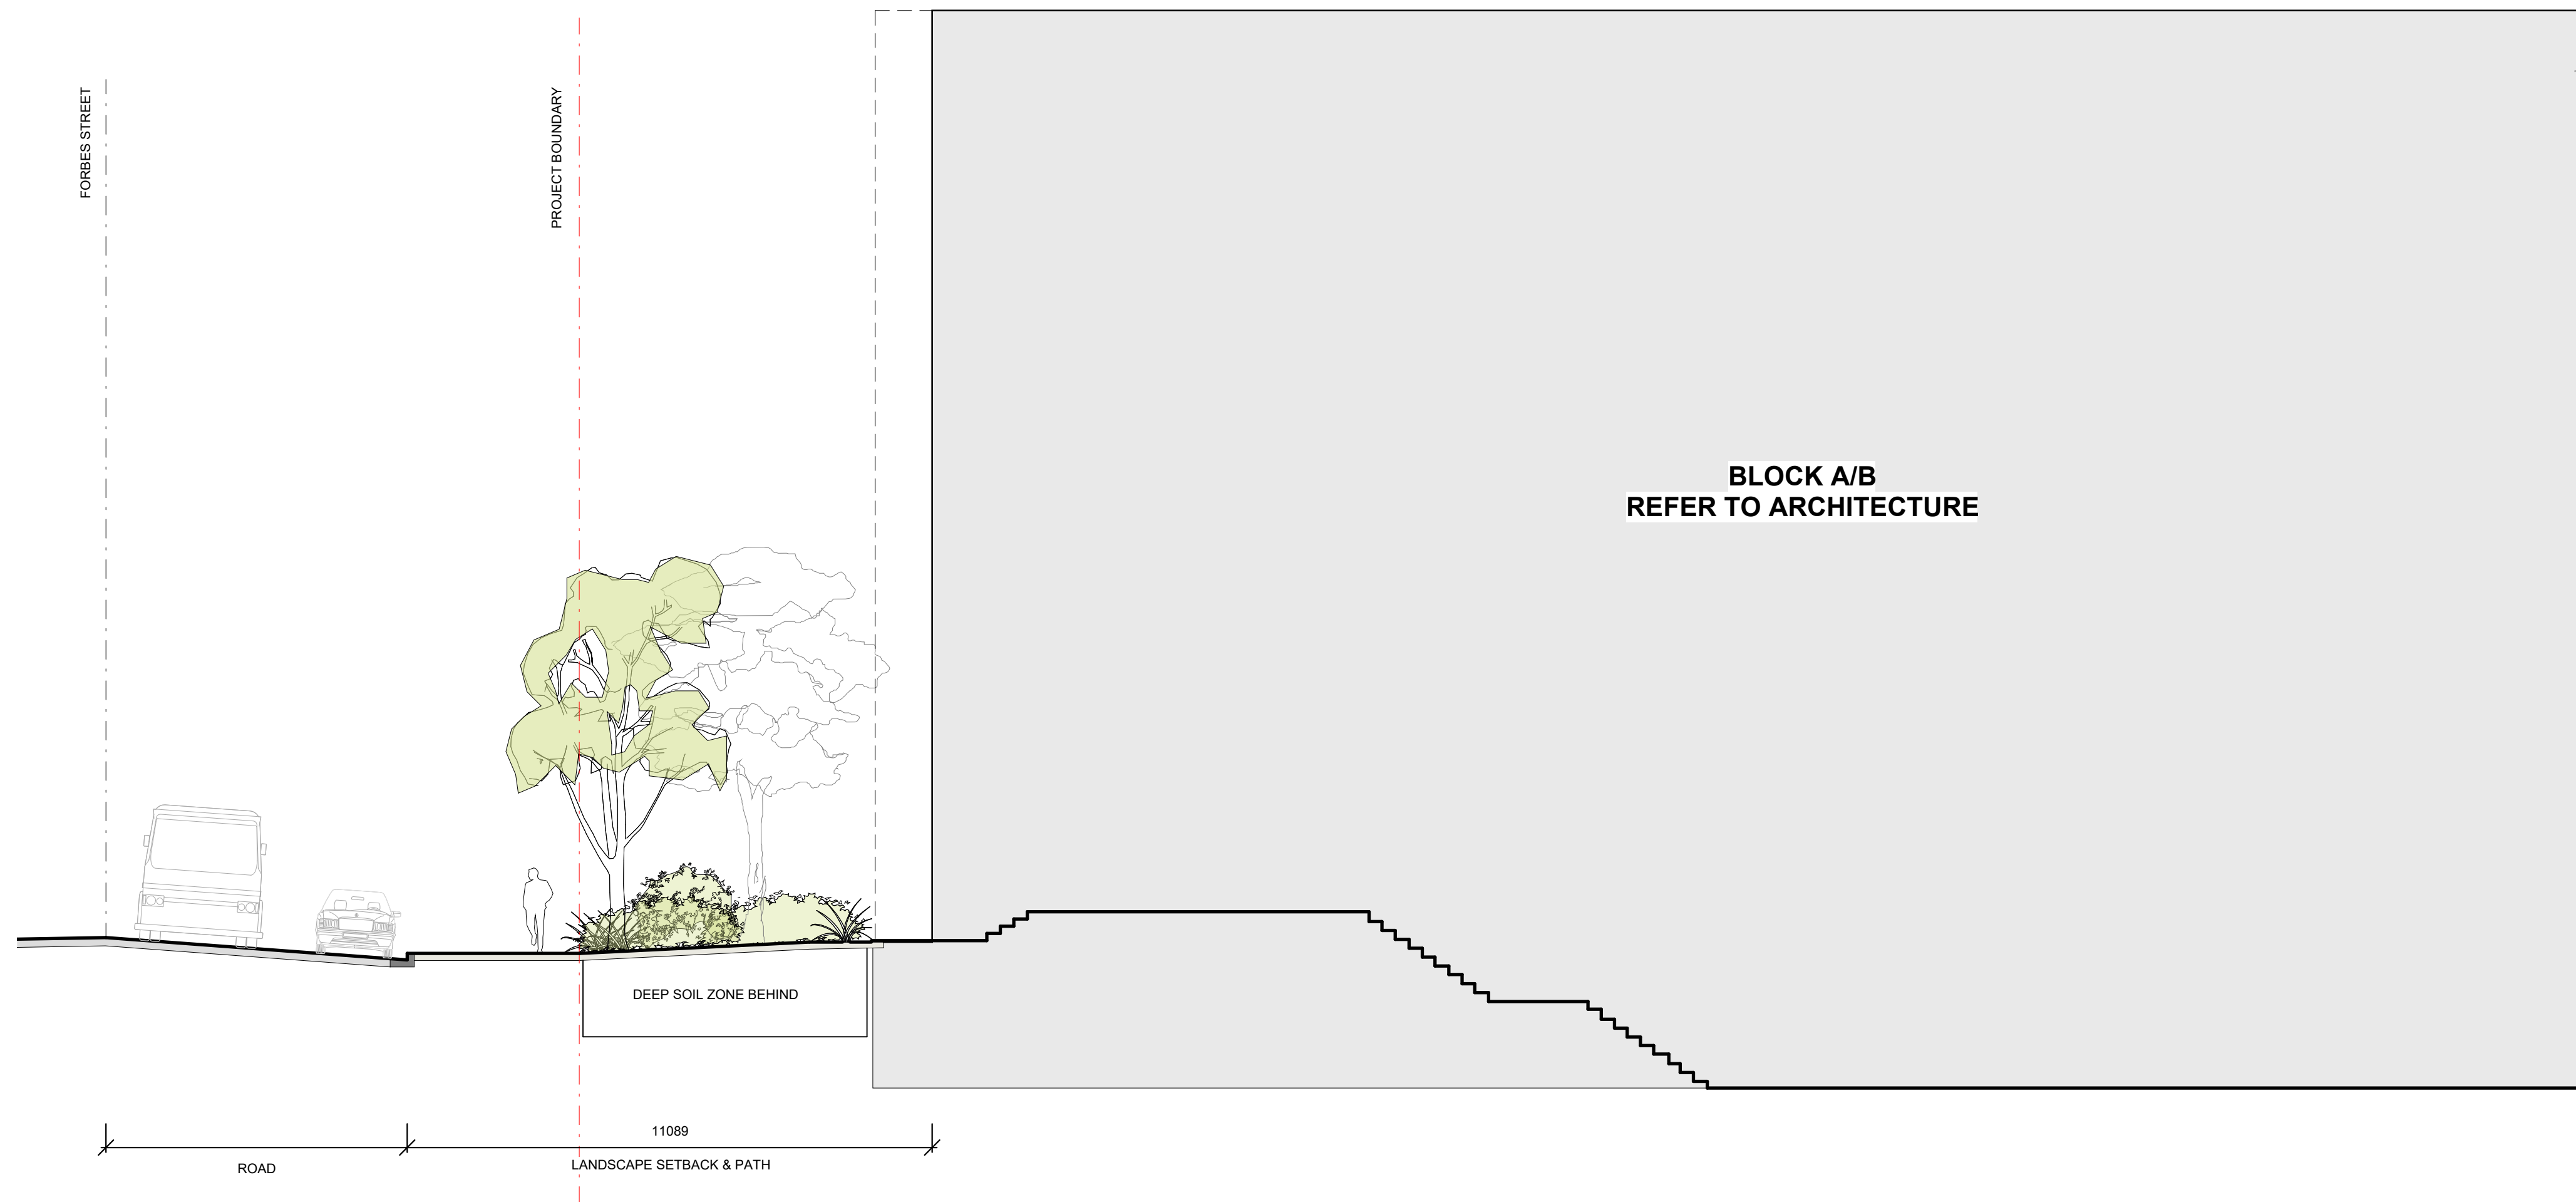 FORBES STREET
PROJECT BOUNDARY
BLOCK A/B
REFER TO ARCHITECTURE
DEEP SOIL ZONE BEHIND
11089
ROAD
LANDSCAPE SETBACK & PATH